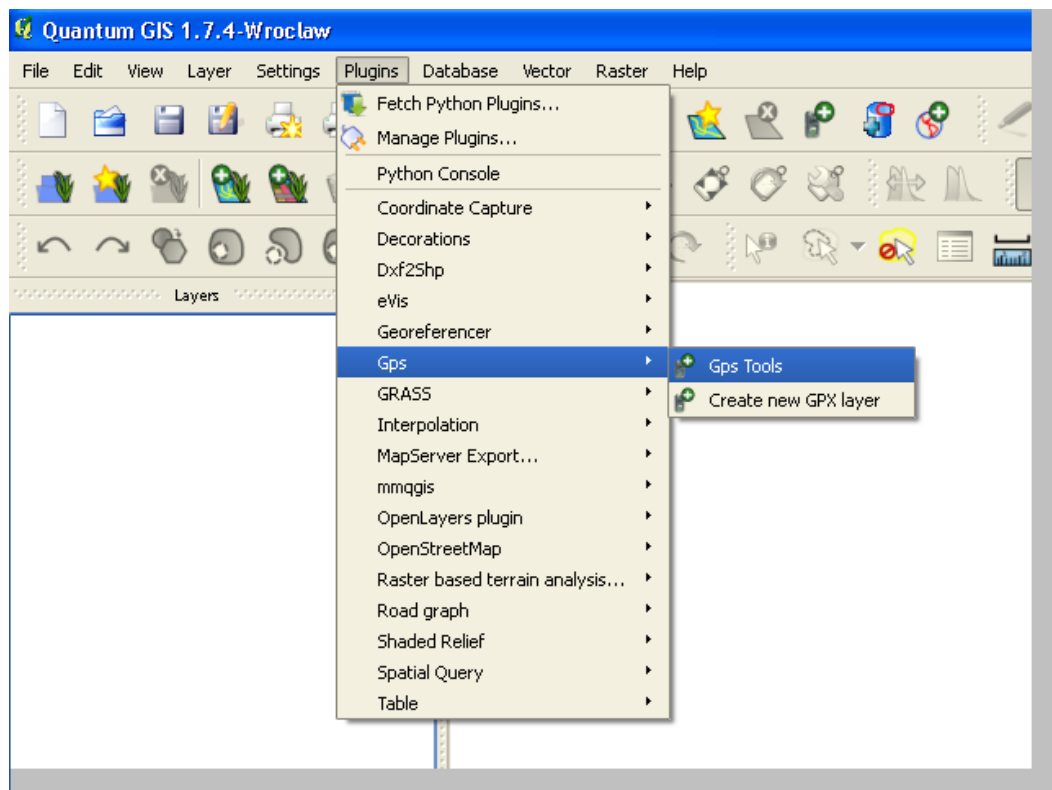 Quantum GIS 1.7.4-Wroclaw
File Edit View Layer Settings Plugins Database Vector Raster Help
Fetch Python Plugins...
Manage Plugins...
Python Console
Coordinate Capture
Decorations
Dxf2Shp
eVis
Georeferencer
Gps
GRASS
Interpolation
MapServer Export...
mmqgis
OpenLayers plugin
OpenStreetMap
Raster based terrain analysis...
Road graph
Shaded Relief
Spatial Query
Table
Gps Tools
Create new GPX layer
Layers